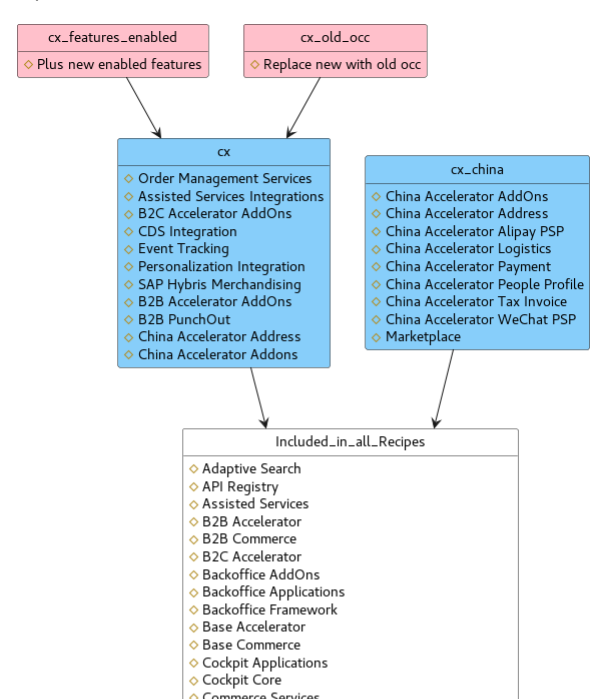 cx_features_enabled
Plus new enabled features
cx_old_occ
Replace new with old occ
cx
Order Management Services
Assisted Services Integrations
B2C Accelerator AddOns
CDS Integration
Event Tracking
Personalization Integration
SAP Hybris Merchandising
B2B Accelerator AddOns
B2B PunchOut
China Accelerator Address
China Accelerator Addons
cx_china
China Accelerator AddOns
China Accelerator Address
China Accelerator Alipay PSP
China Accelerator Logistics
China Accelerator Payment
China Accelerator People Profile
China Accelerator Tax Invoice
China Accelerator WeChat PSP
Marketplace
Included_in_all_Recipes
Adaptive Search
API Registry
Assisted Services
B2B Accelerator
B2B Commerce
B2C Accelerator
Backoffice AddOns
Backoffice Applications
Backoffice Framework
Base Accelerator
Base Commerce
Cockpit Applications
Cockpit Core
Commerce Services